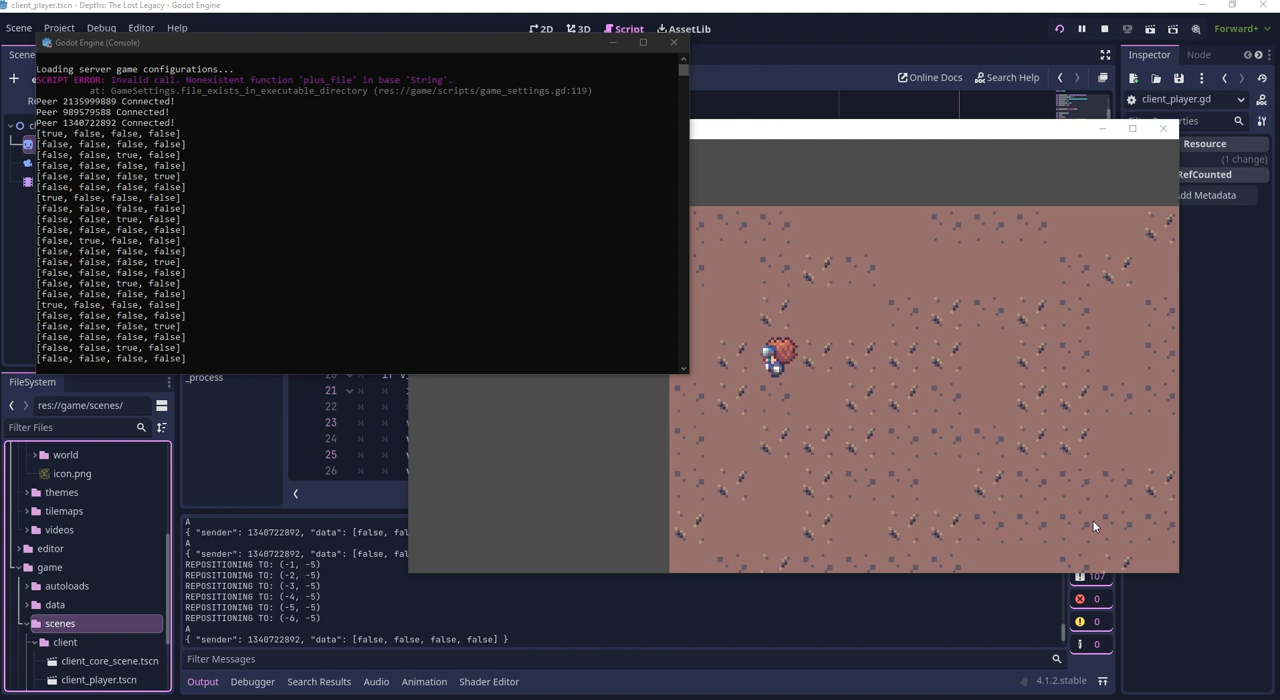 client_player.tscn - Depths: The Lost Legacy - Godot Engine
Scene Project Debug Editor Help
2D 3D Script AssetLib
Forward+
Godot Engine (Console)
Loading server game configurations...
SCRIPT ERROR: Invalid call. Nonexistent function 'plus_file' in base 'String'.
at: GameSettings.file_exists_in_executable_directory (res://game/scripts/game_settings.gd:119)
Peer 2135999889 Connected!
Peer 989579588 Connected!
Peer 1340722892 Connected!
[true, false, false, false]
[false, false, false, false]
[false, false, true, false]
[false, false, false, false]
[false, false, false, true]
[false, false, false, false]
[true, false, false, false]
[false, false, false, false]
[false, false, true, false]
[false, false, false, false]
[false, true, false, false]
[false, false, false, false]
[false, false, false, true]
[false, false, false, false]
[false, false, true, false]
[false, false, false, false]
[true, false, false, false]
[false, false, false, false]
[false, false, false, true]
[false, false, false, false]
[false, false, true, false]
[false, false, false, false]
Online Docs Search Help
Inspector Node
client_player.gd
Resource
(1 change)
RefCounted
dd Metadata
FileSystem
res://game/scenes/
Filter Files
world
icon.png
themes
tilemaps
videos
editor
game
autoloads
data
scenes
client
client_core_scene.tscn
client_player.tscn
_process
21
22
23
24
25
26
A
{ "sender": 1340722892, "data": [false, fal
A
{ "sender": 1340722892, "data": [false, fal
REPOSITIONING TO: (-1, -5)
REPOSITIONING TO: (-2, -5)
REPOSITIONING TO: (-3, -5)
REPOSITIONING TO: (-4, -5)
REPOSITIONING TO: (-5, -5)
REPOSITIONING TO: (-6, -5)
A
{ "sender": 1340722892, "data": [false, false, false, false] }
107
0
0
0
Filter Messages
Output Debugger Search Results Audio Animation Shader Editor
4.1.2.stable